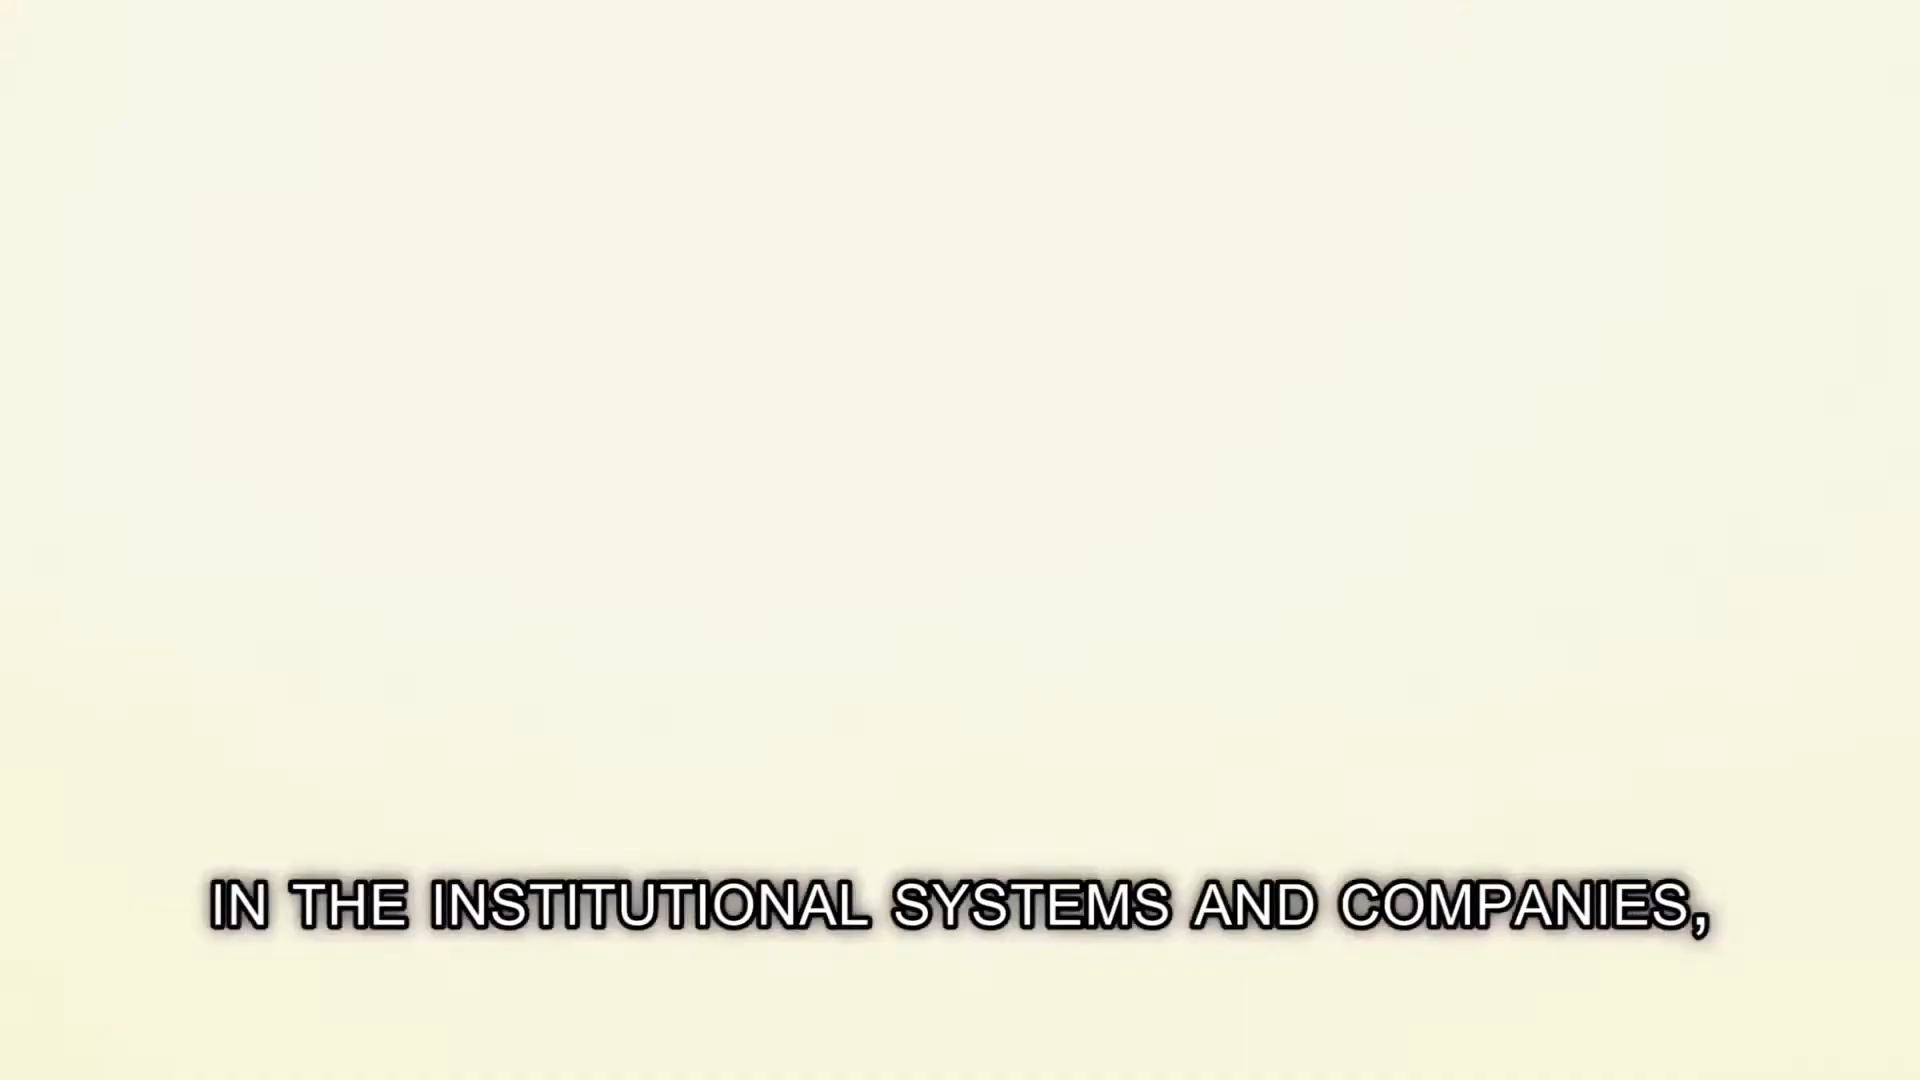 IN THE INSTITUTIONAL SYSTEMS AND COMPANIES,